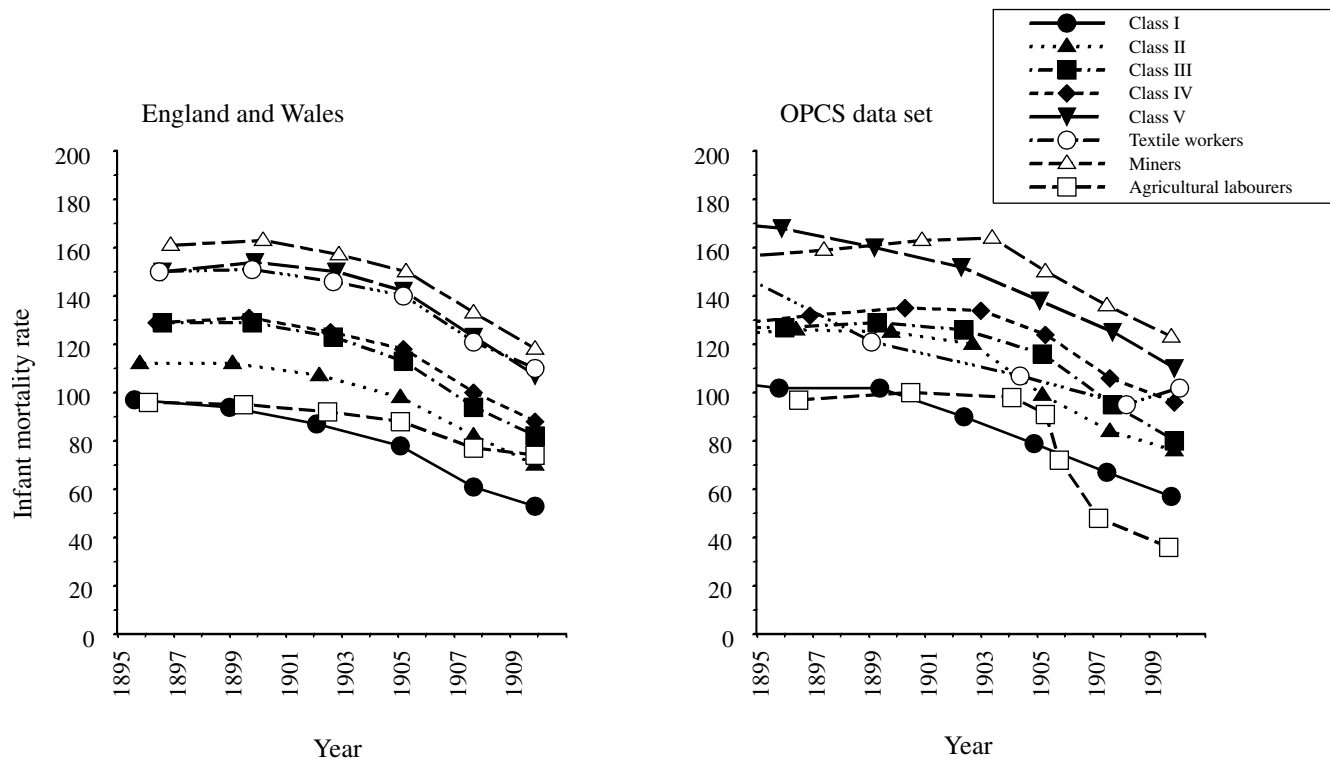 Class I
Class II
Class III
Class IV
Class V
Textile workers
Miners
Agricultural labourers
England and Wales
OPCS data set
Infant mortality rate
200
180
160
140
120
100
80
60
40
20
0
1895
1897
1899
1901
1903
1905
1907
1909
Year
200
180
160
140
120
100
80
60
40
20
0
1895
1897
1899
1901
1903
1905
1907
1909
Year